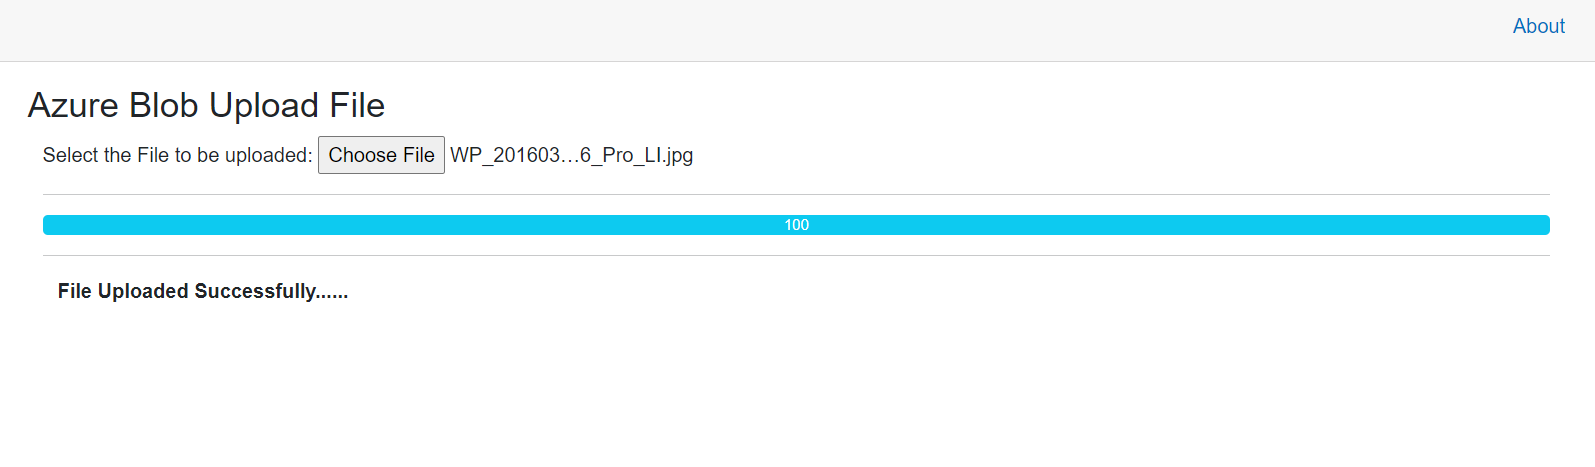 About
Azure Blob Upload File
Select the File to be uploaded: Choose File WP_201603...6_Pro_LI.jpg
100
File Uploaded Successfully......